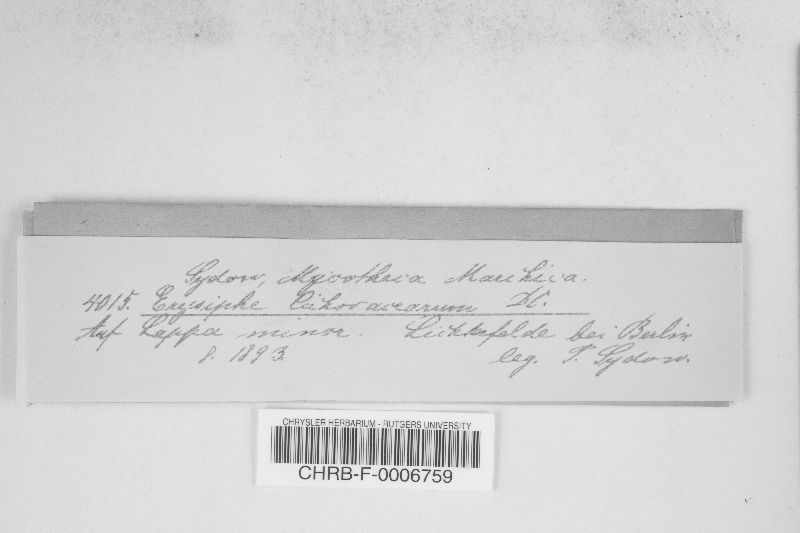 Sydow, Mycotheca Marchica.
4015. Erysiphe Cichoracearum DC.
Auf Lappa minor. Lichterfelde bei Berlin
8. 1893. leg. P. Sydow.
CHRYSLER HERBARIUM - RUTGERS UNIVERSITY
CHRB-F-0006759